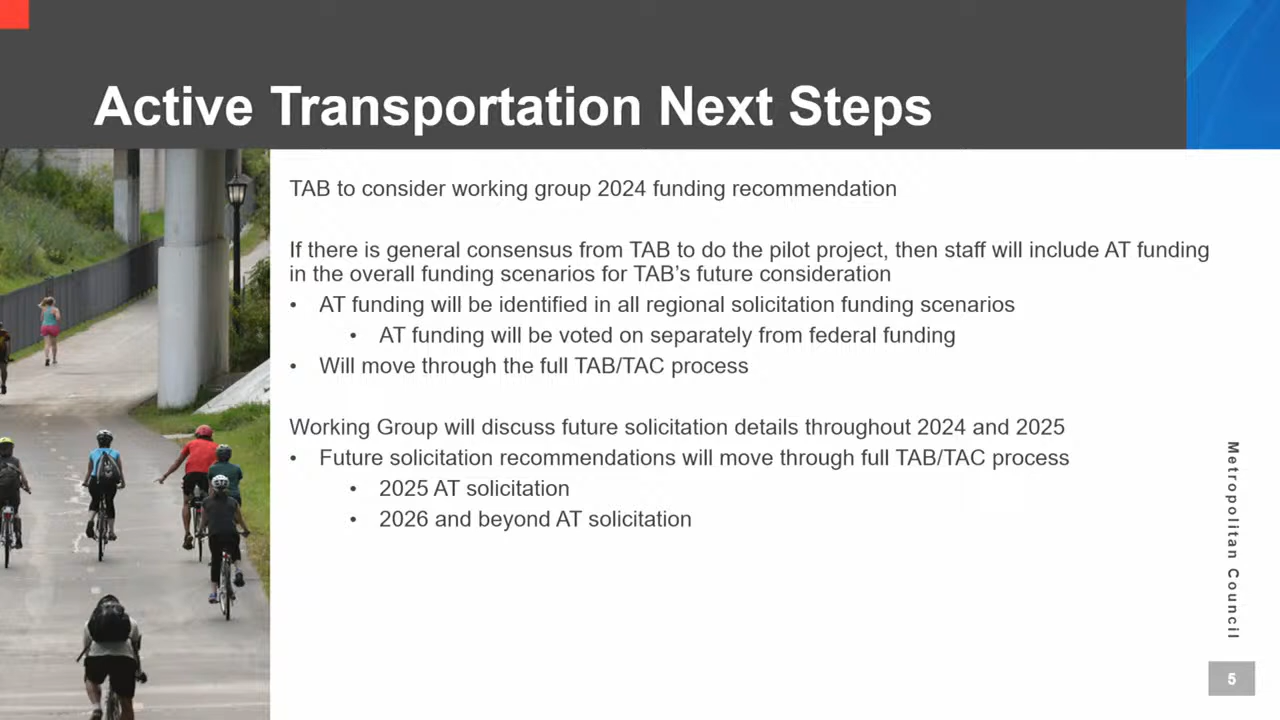 Active Transportation Next Steps
TAB to consider working group 2024 funding recommendation
If there is general consensus from TAB to do the pilot project, then staff will include AT funding
in the overall funding scenarios for TAB's future consideration
• AT funding will be identified in all regional solicitation funding scenarios
• AT funding will be voted on separately from federal funding
• Will move through the full TAB/TAC process
Working Group will discuss future solicitation details throughout 2024 and 2025
• Future solicitation recommendations will move through full TAB/TAC process
• 2025 AT solicitation
• 2026 and beyond AT solicitation
Metropolitan Council
5